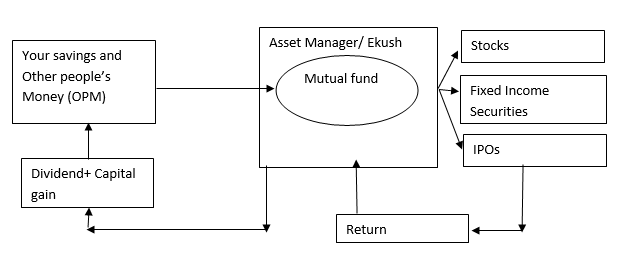 Your savings and
Other people's
Money (OPM)
Asset Manager/ Ekush
Mutual fund
Stocks
Fixed Income
Securities
IPOs
Dividend+ Capital
gain
Return